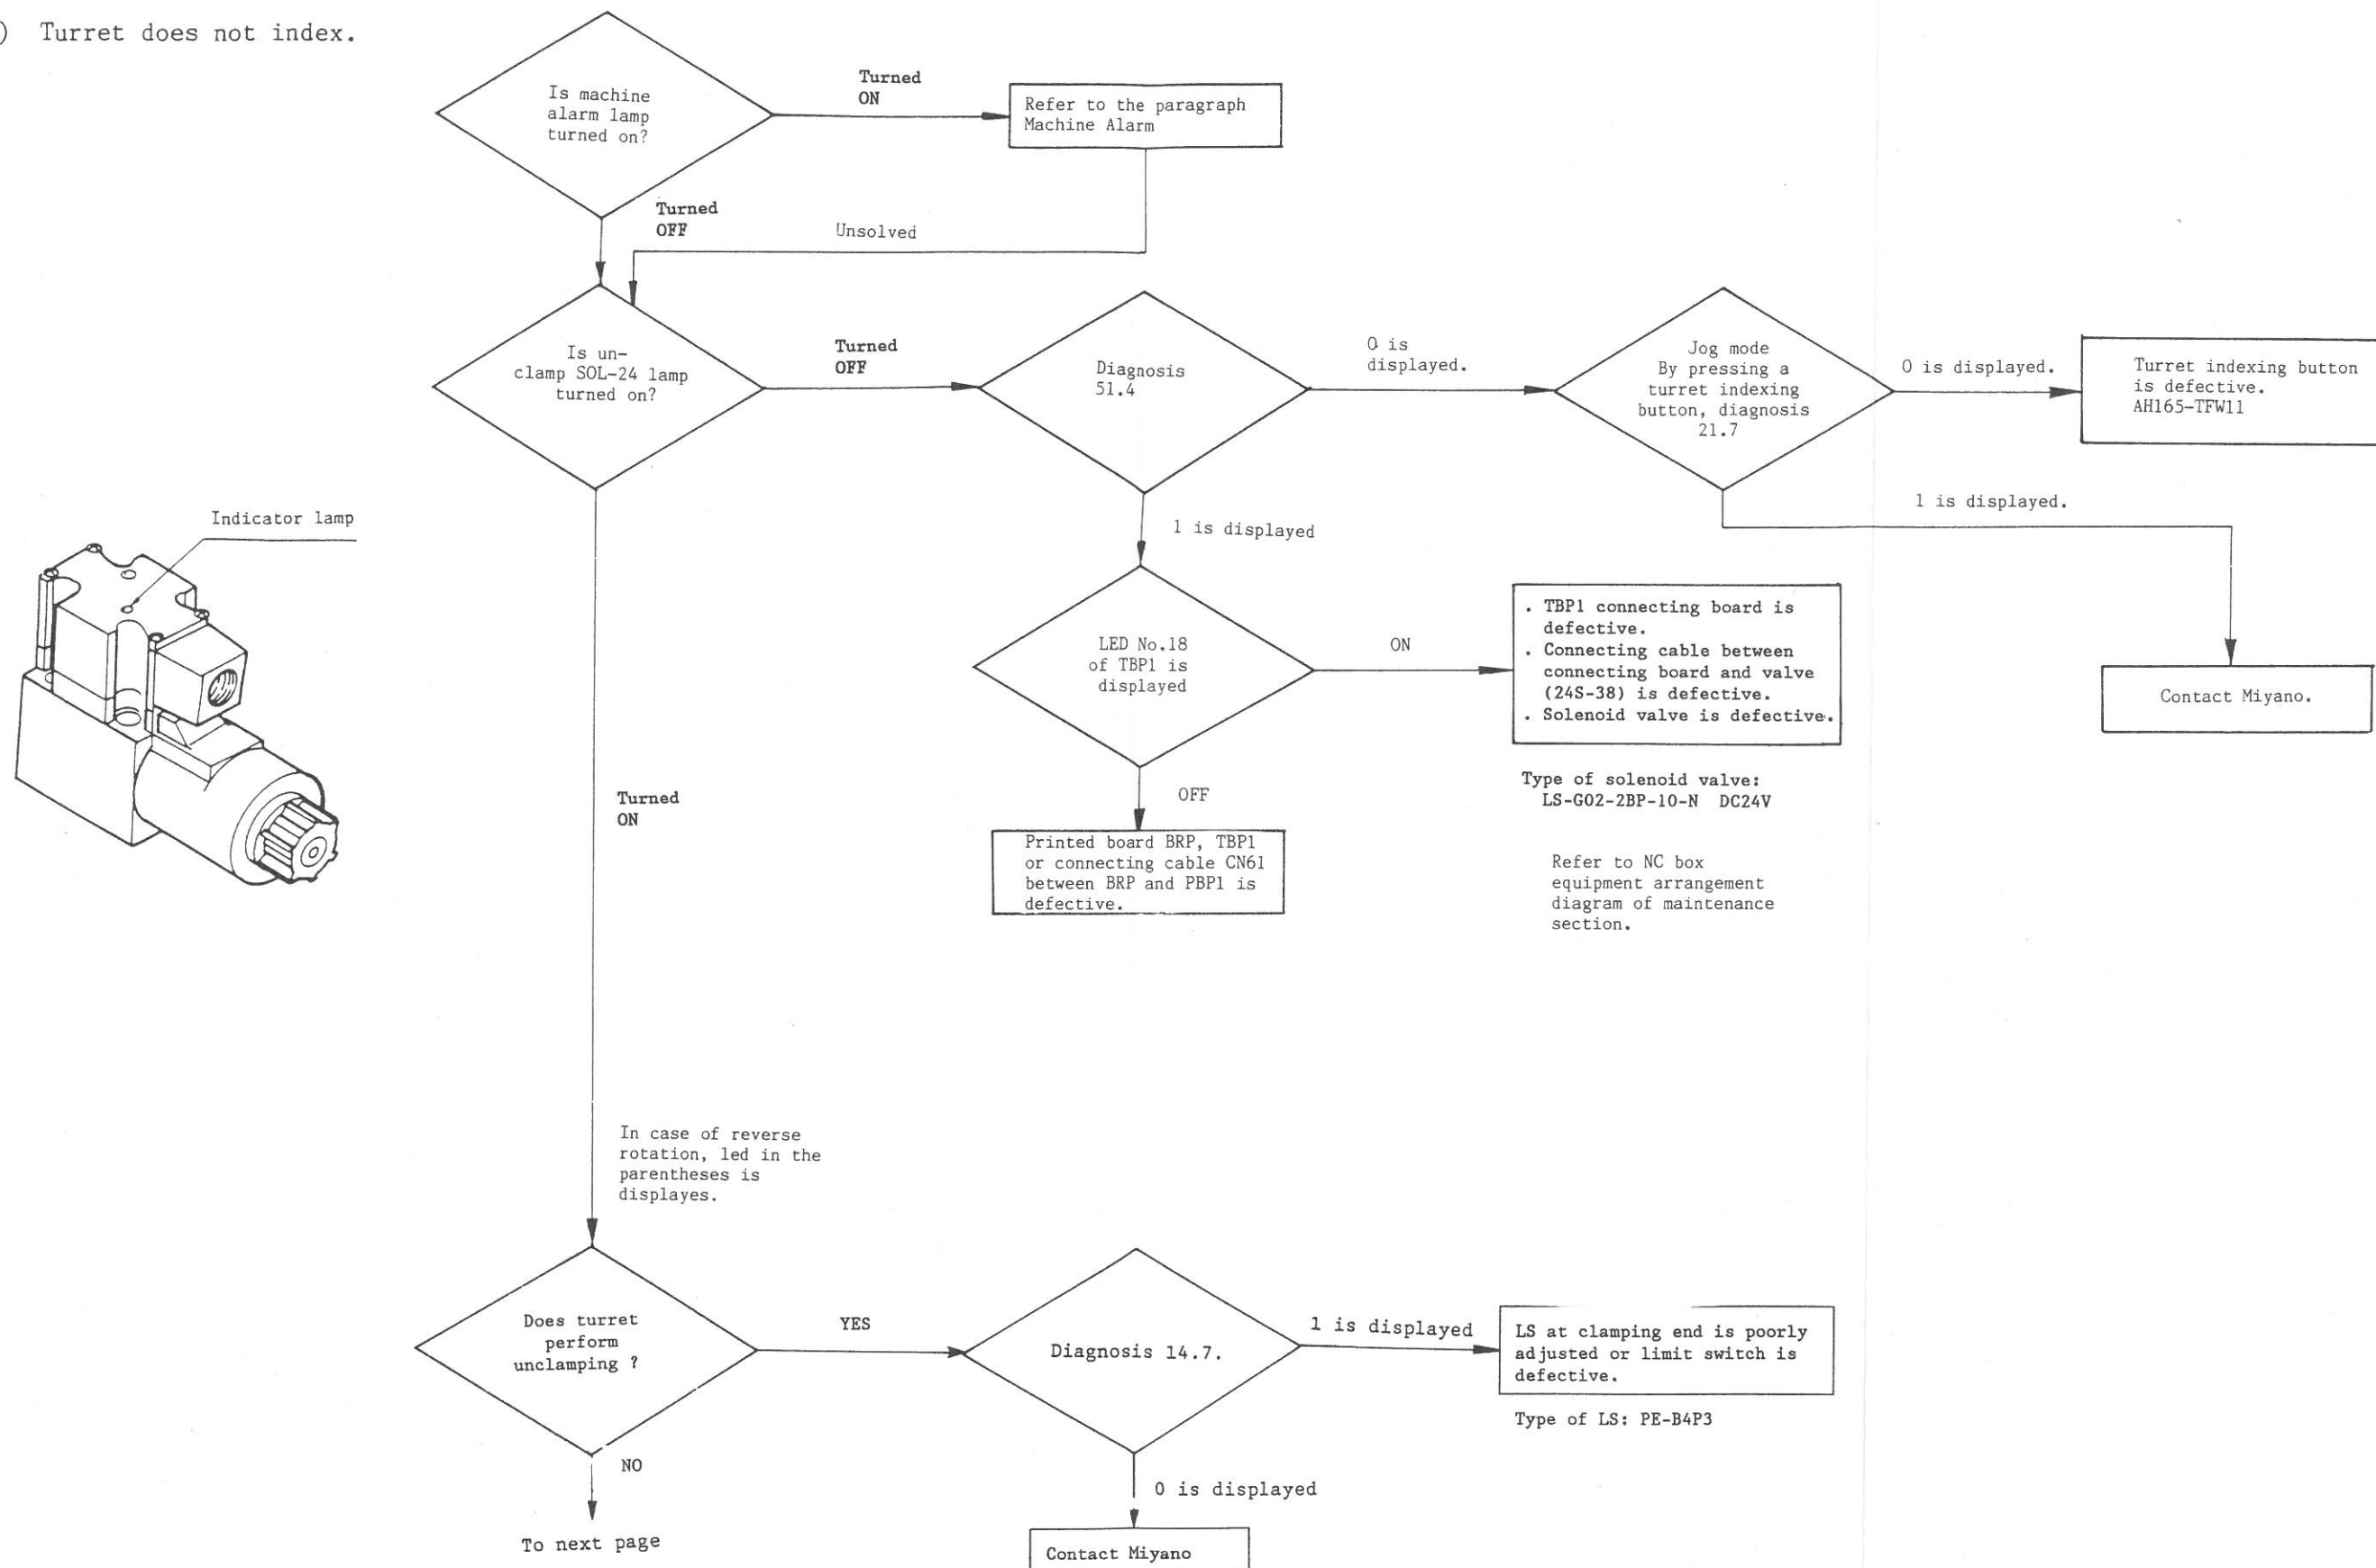 ) Turret does not index.
Is machine
alarm lamp
turned on?
Turned
ON
Refer to the paragraph
Machine Alarm
Turned
OFF
Unsolved
Is un-
clamp SOL-24 lamp
turned on?
Turned
OFF
Diagnosis
51.4
0 is
displayed.
Jog mode
By pressing a
turret indexing
button, diagnosis
21.7
0 is displayed.
Turret indexing button
is defective.
AH165-TFW11
1 is displayed.
Contact Miyano.
Indicator lamp
1 is displayed
LED No.18
of TBP1 is
displayed
ON
. TBP1 connecting board is
defective.
. Connecting cable between
connecting board and valve
(24S-38) is defective.
. Solenoid valve is defective.
Type of solenoid valve:
LS-G02-2BP-10-N DC24V
Refer to NC box
equipment arrangement
diagram of maintenance
section.
OFF
Printed board BRP, TBP1
or connecting cable CN61
between BRP and PBP1 is
defective.
Turned
ON
In case of reverse
rotation, led in the
parentheses is
displayes.
Does turret
perform
unclamping ?
YES
Diagnosis 14.7.
1 is displayed
LS at clamping end is poorly
adjusted or limit switch is
defective.
Type of LS: PE-B4P3
NO
To next page
0 is displayed
Contact Miyano